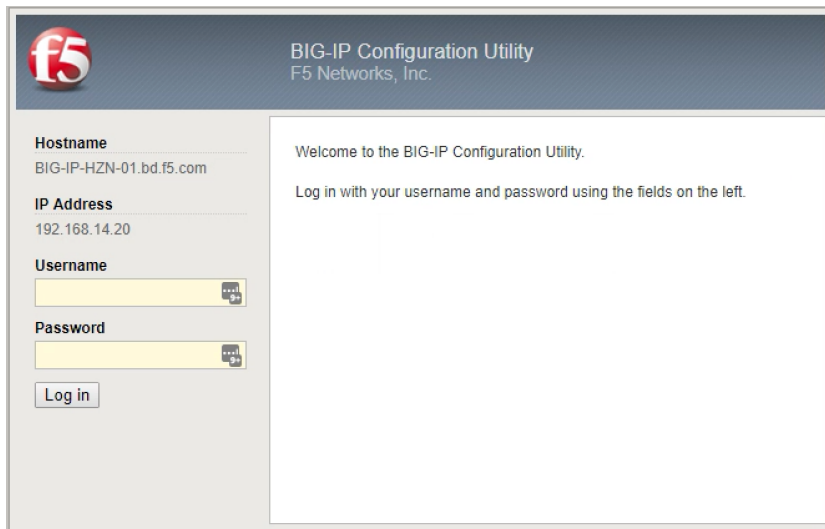 f5
BIG-IP Configuration Utility
F5 Networks, Inc.
Hostname
BIG-IP-HZN-01.bd.f5.com
IP Address
192.168.14.20
Username
9+
Password
9+
Log in
Welcome to the BIG-IP Configuration Utility.
Log in with your username and password using the fields on the left.